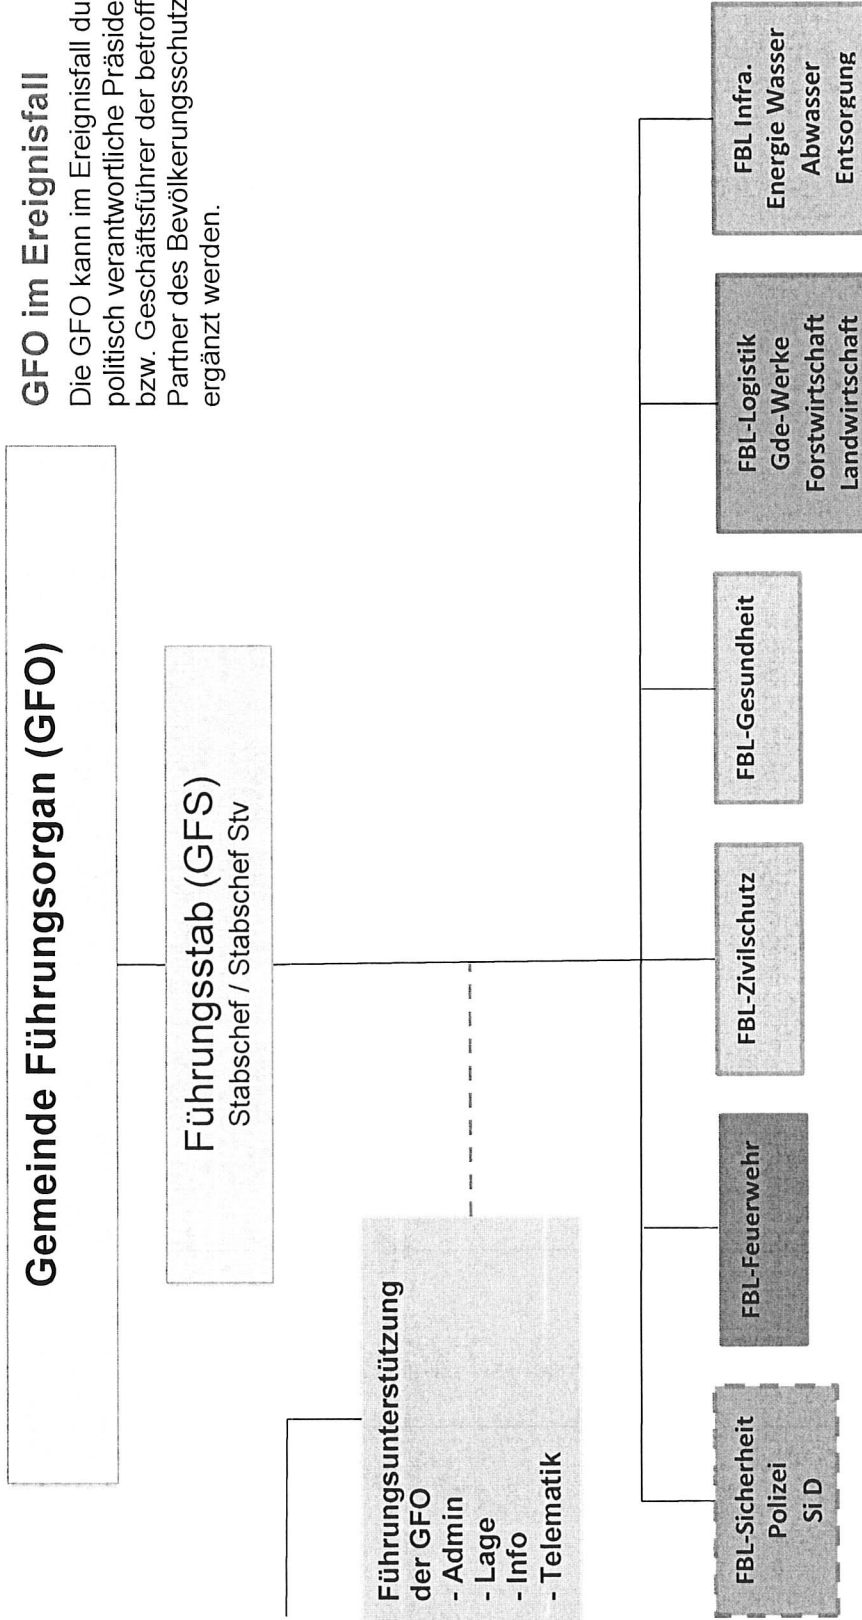 Gemeinde Führungsorgan (GFO)
GFO im Ereignisfall
Die GFO kann im Ereignisfall du
politisch verantwortliche Präside
bzw. Geschäftsführer der betroff
Partner des Bevölkerungsschutz
ergänzt werden.
Führungsstab (GFS)
Stabschef / Stabschef Stv
Führungsunterstützung
der GFO
- Admin
- Lage
- Info
- Telematik
FBL-Sicherheit
Polizei
Si D
FBL-Feuerwehr
FBL-Zivilschutz
FBL-Gesundheit
FBL-Logistik
Gde-Werke
Forstwirtschaft
Landwirtschaft
FBL Infra.
Energie Wasser
Abwasser
Entsorgung